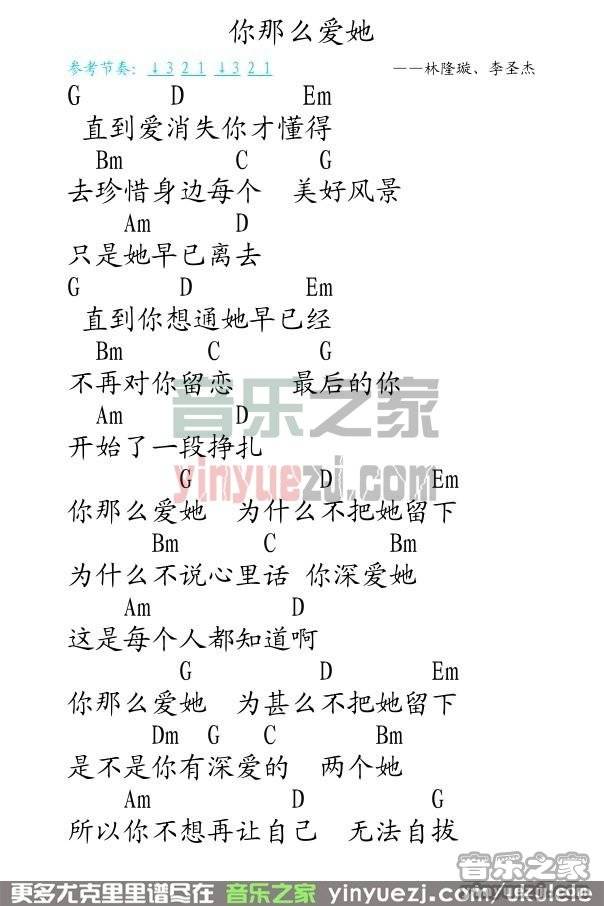 你那么爱她
参考节奏: ↓3 2 1 ↓3 2 1 ——林隆璇、李圣杰
G D Em
直到爱消失你才懂得
Bm C G
去珍惜身边每个 美好风景
Am D
只是她早已离去
G D Em
直到你想通她早已经
Bm C G
不再对你留恋 最后的你
Am D
开始了一段挣扎
音乐之家
yinyuezj.com
G D Em
你那么爱她 为什么不把她留下
Bm C Bm
为什么不说心里话 你深爱她
Am D
这是每个人都知道啊
G D Em
你那么爱她 为甚么不把她留下
Dm G C Bm
是不是你有深爱的 两个她
Am D G
所以你不想再让自己 无法自拔
音乐之家
更多尤克里里谱尽在 音乐之家 yinyuezj.com/uku.com